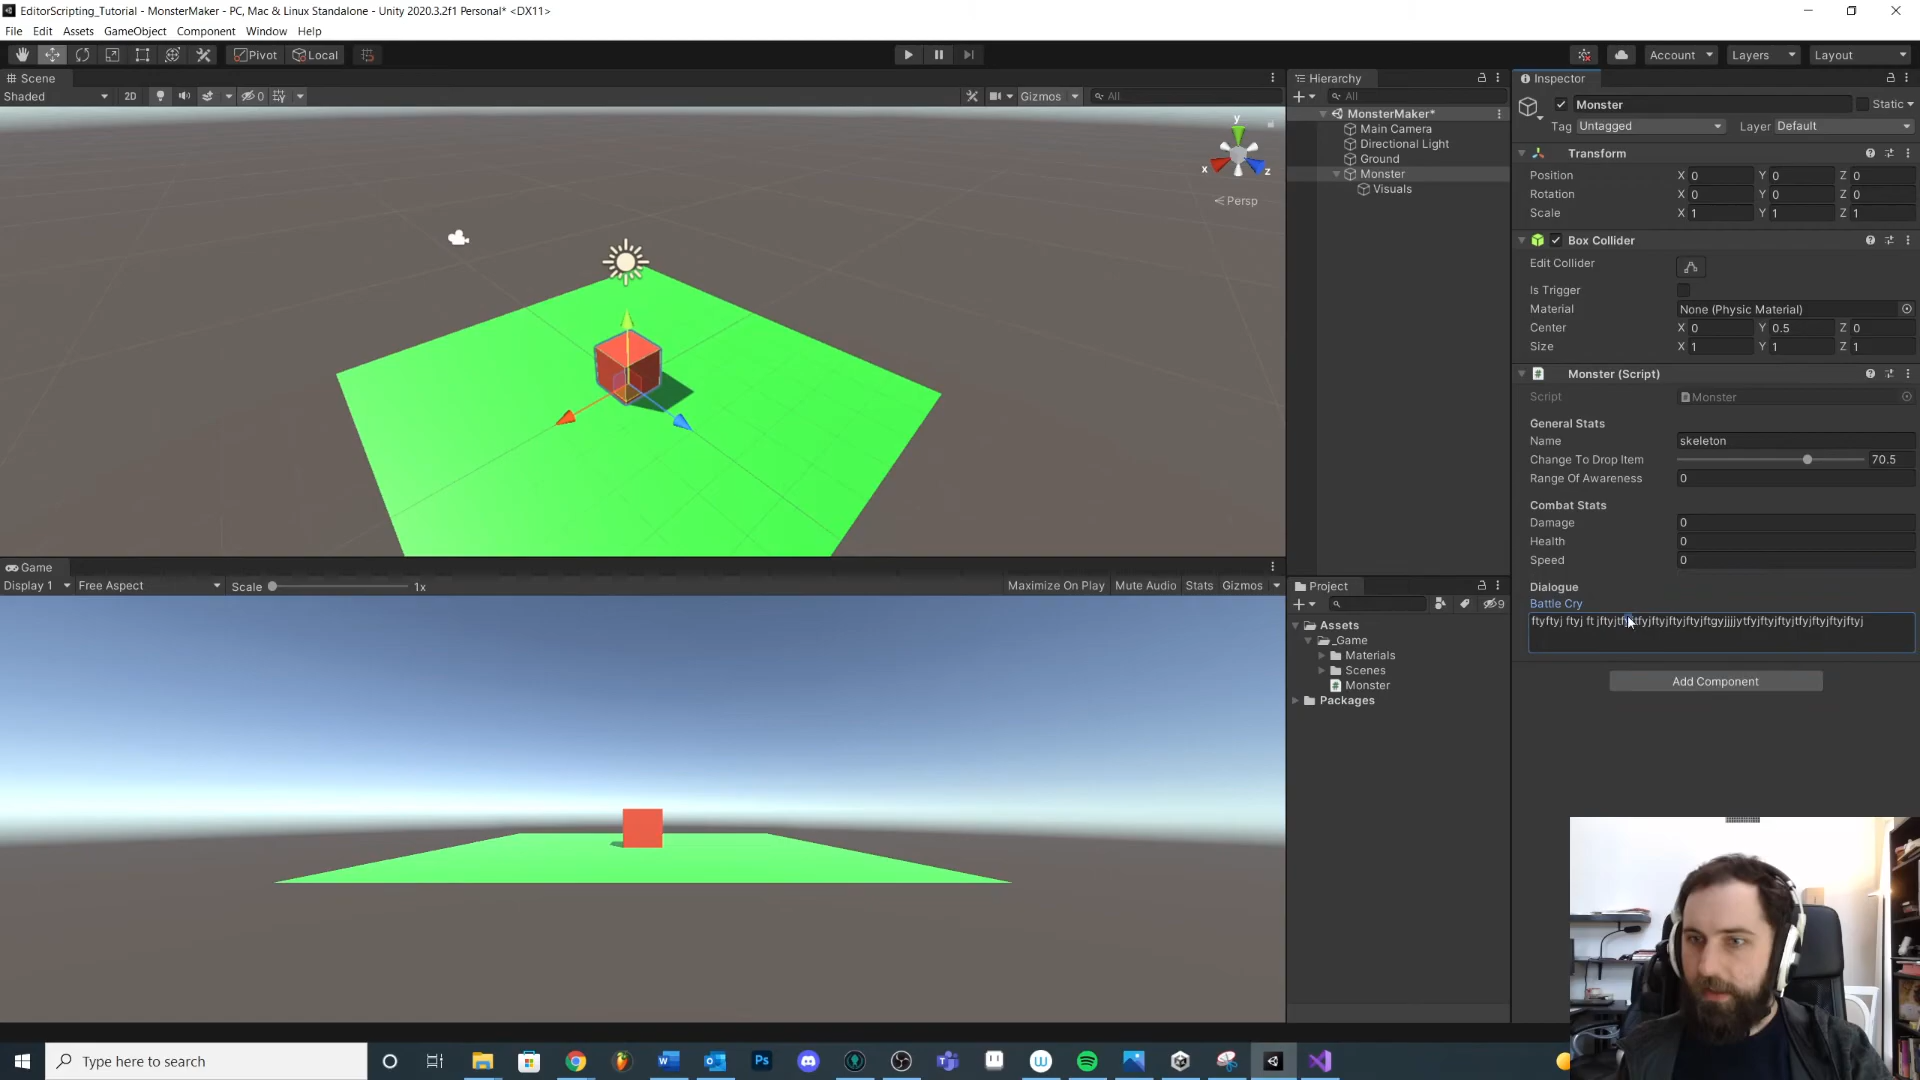 EditorScripting_Tutorial - MonsterMaker - PC, Mac & Linux Standalone - Unity 2020.3.2f1 Personal* <DX11>
File Edit Assets GameObject Component Window Help
Pivot Local Account Layers Layout
Scene
Shaded 2D 0 Gizmos All
y
x
z
Persp
Game
Display 1 Free Aspect Scale 1x Maximize On Play Mute Audio Stats Gizmos
Hierarchy
All
MonsterMaker*
Main Camera
Directional Light
Ground
Monster
Visuals
Project
9
Assets
_Game
Materials
Scenes
Monster
Packages
Inspector
Monster Static
Tag Untagged Layer Default
Transform
Position X 0 Y 0 Z 0
Rotation X 0 Y 0 Z 0
Scale X 1 Y 1 Z 1
Box Collider
Edit Collider
Is Trigger
Material None (Physic Material)
Center X 0 Y 0.5 Z 0
Size X 1 Y 1 Z 1
Monster (Script)
Script Monster
General Stats
Name skeleton
Change To Drop Item 70.5
Range Of Awareness 0
Combat Stats
Damage 0
Health 0
Speed 0
Dialogue
Battle Cry
ftyftyj ftyj ft
Add Component
Type here to search